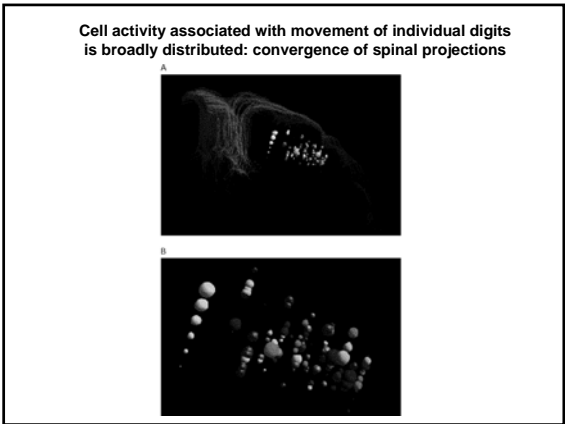 Cell activity associated with movement of individual digits
is broadly distributed: convergence of spinal projections
A
B